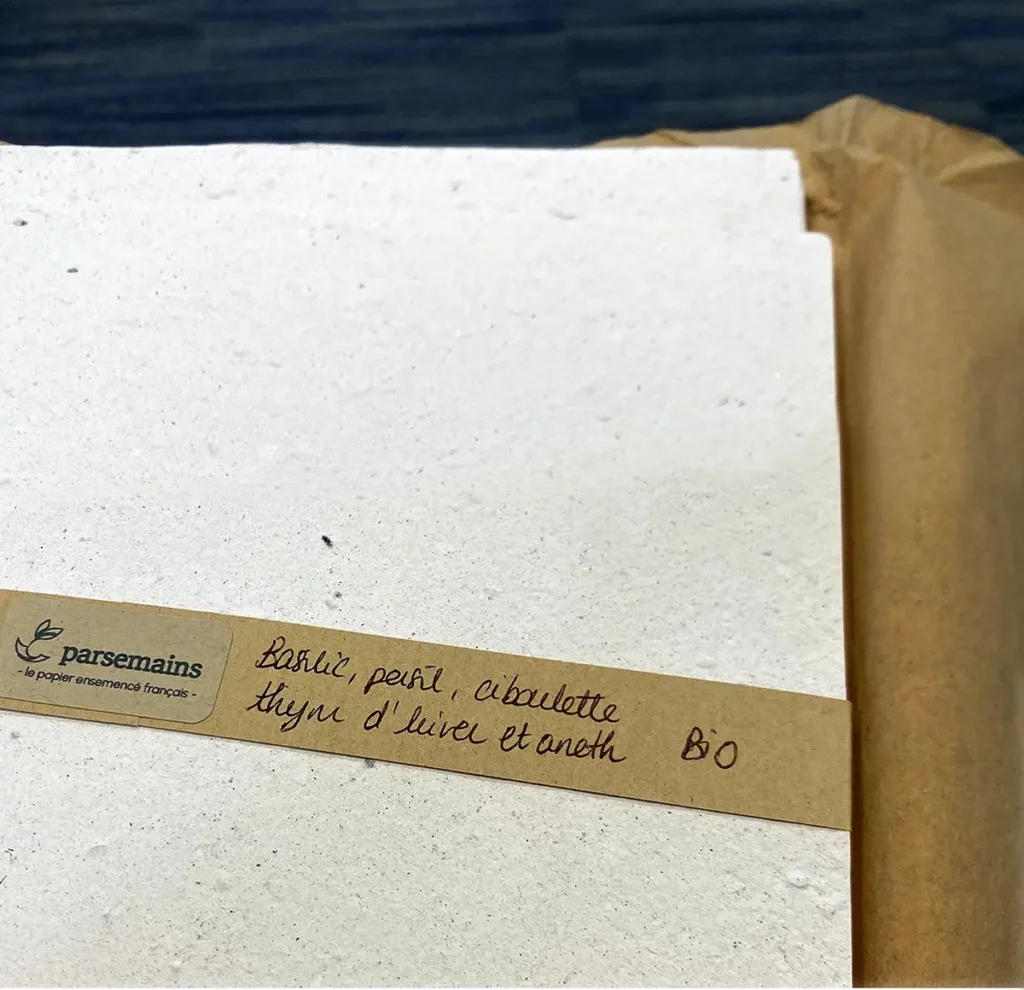 parsemains
- le papier ensemencé français -
Basilic, persil, ciboulette
thym d'hiver et aneth
Bio